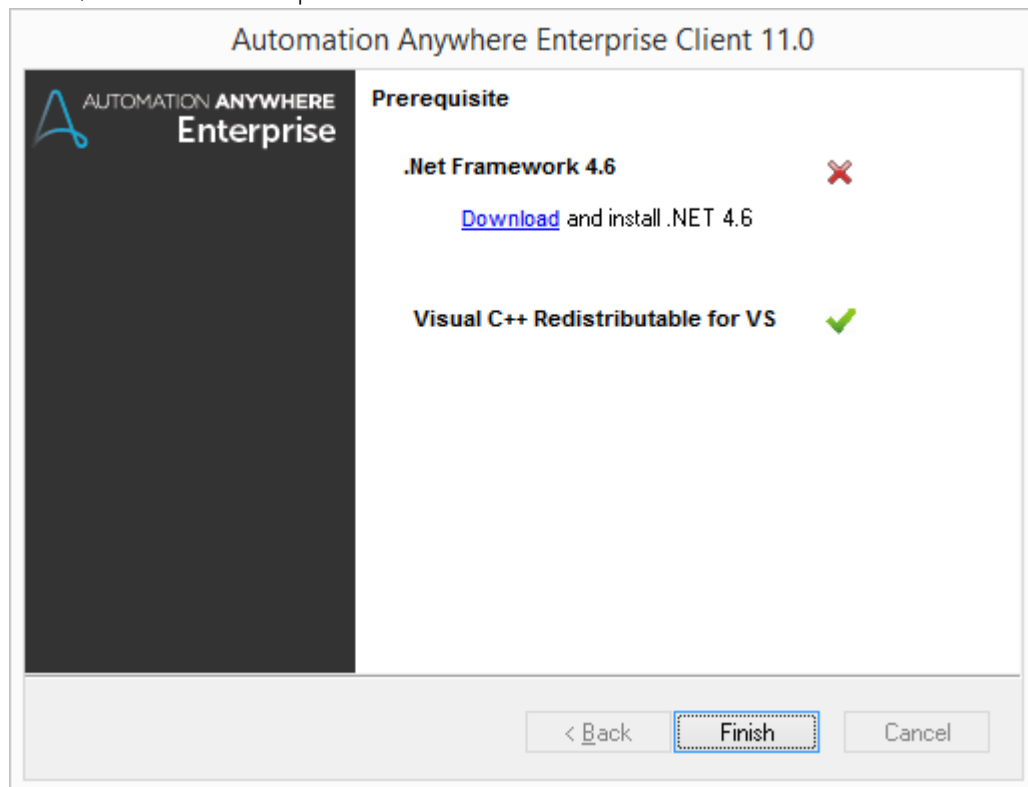 Automation Anywhere Enterprise Client 11.0
AUTOMATION ANYWHERE
Enterprise
Prerequisite
.Net Framework 4.6
Download and install .NET 4.6
Visual C++ Redistributable for VS
< Back
Finish
Cancel